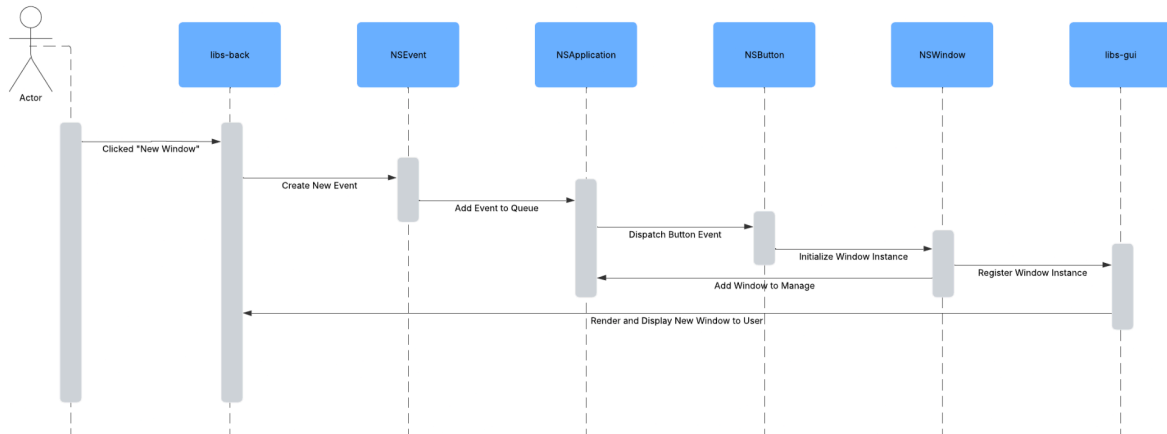 libs-back
NSEvent
NSApplication
NSButton
NSWindow
libs-gui
Actor
Clicked "New Window"
Create New Event
Add Event to Queue
Dispatch Button Event
Initialize Window Instance
Register Window Instance
Add Window to Manage
Render and Display New Window to User